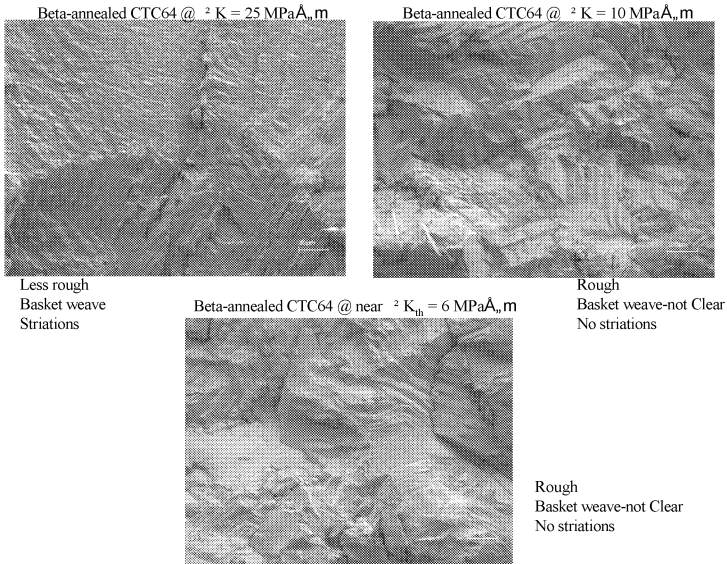 Beta-annealed CTC64 @ ² K = 25 MPaÅ„m
Beta-annealed CTC64 @ ² K = 10 MPaÅ„m
Less rough
Basket weave
Striations
Rough
Basket weave-not Clear
No striations
Beta-annealed CTC64 @ near ² Kth = 6 MPaÅ„m
Rough
Basket weave-not Clear
No striations